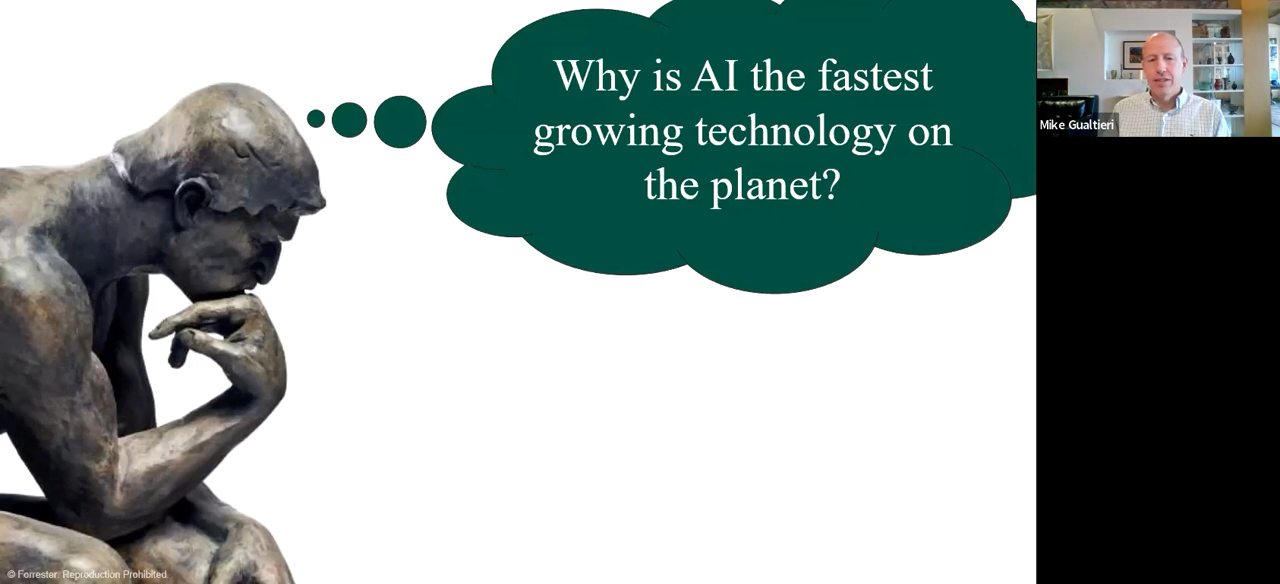 Why is AI the fastest
growing technology on
the planet?
Mike Gualtieri
© Forrester. Reproduction Prohibited.